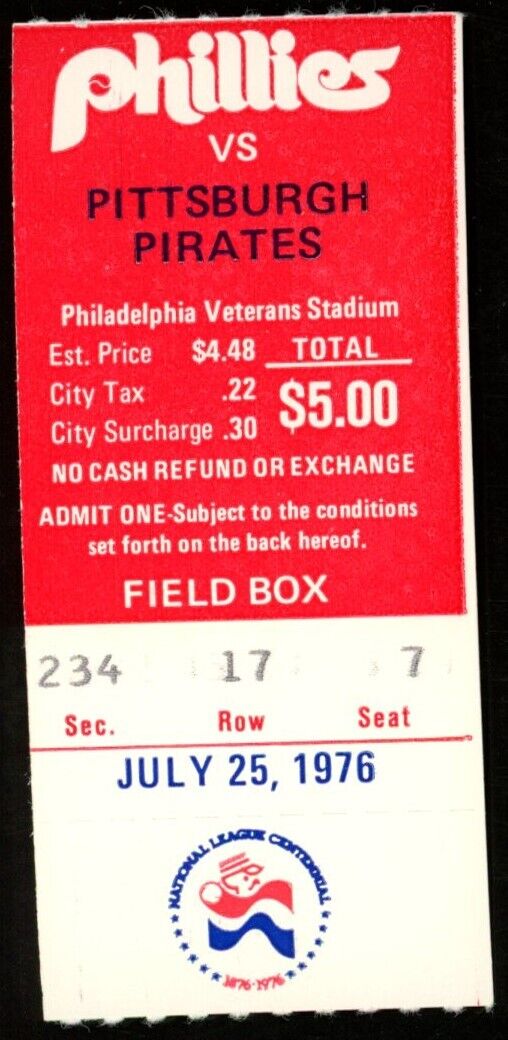 Phillies
VS
PITTSBURGH
PIRATES
Philadelphia Veterans Stadium
Est. Price $4.48 TOTAL
City Tax .22 $5.00
City Surcharge .30
NO CASH REFUND OR EXCHANGE
ADMIT ONE-Subject to the conditions
set forth on the back hereof.
FIELD BOX
234 17 7
Sec. Row Seat
JULY 25, 1976
NATIONAL LEAGUE CENTENNIAL
1876-1976